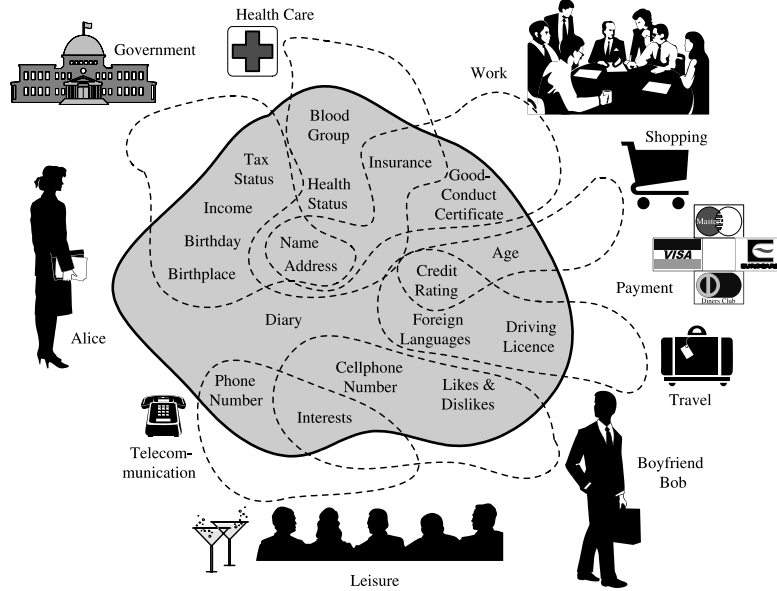 Health Care
Government
Work
Shopping
Blood
Group
Insurance
Tax
Status
Good-
Conduct
Certificate
Health
Status
Income
Birthday
Name
Address
Birthplace
Age
Credit
Rating
Master
VISA
Diners Club
Payment
Diary
Foreign
Languages
Driving
Licence
Alice
Travel
Phone
Number
Cellphone
Number
Likes &
Dislikes
Interests
Telecom-
munication
Boyfriend
Bob
Leisure